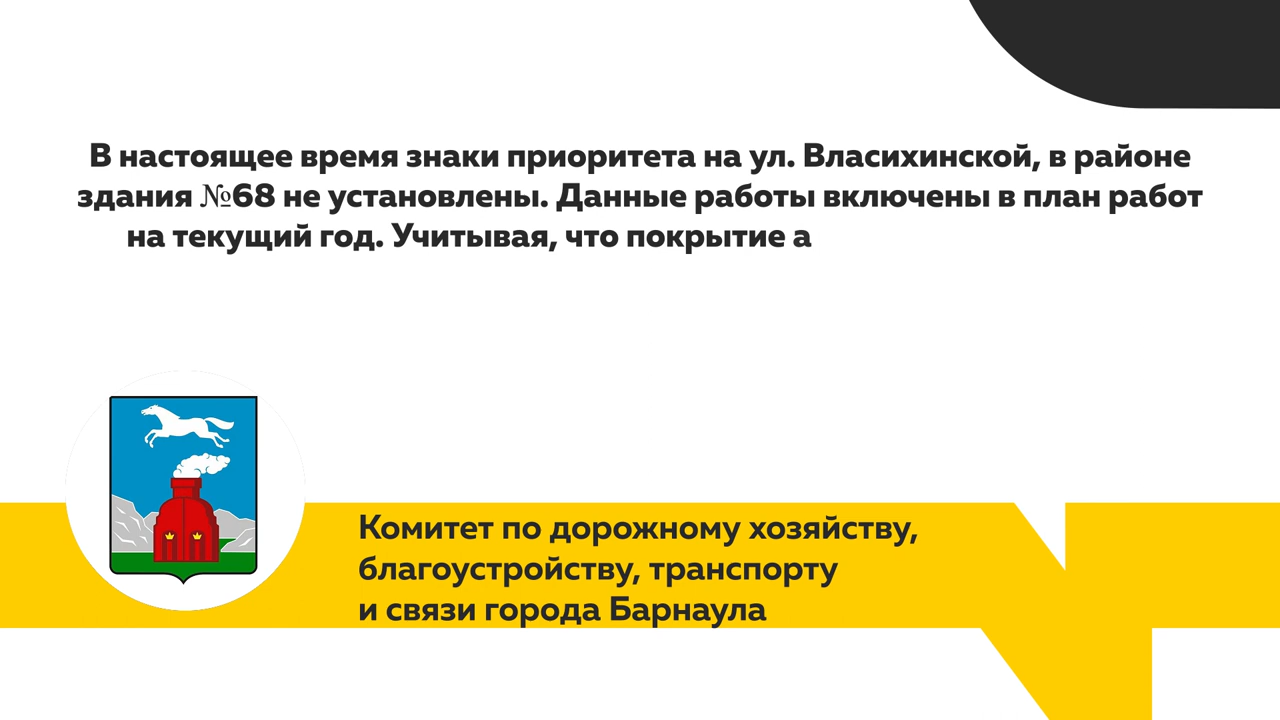 В настоящее время знаки приоритета на ул. Власихинской, в районе
здания №68 не установлены. Данные работы включены в план работ
на текущий год. Учитывая, что покрытие а
Комитет по дорожному хозяйству,
благоустройству, транспорту
и связи города Барнаула